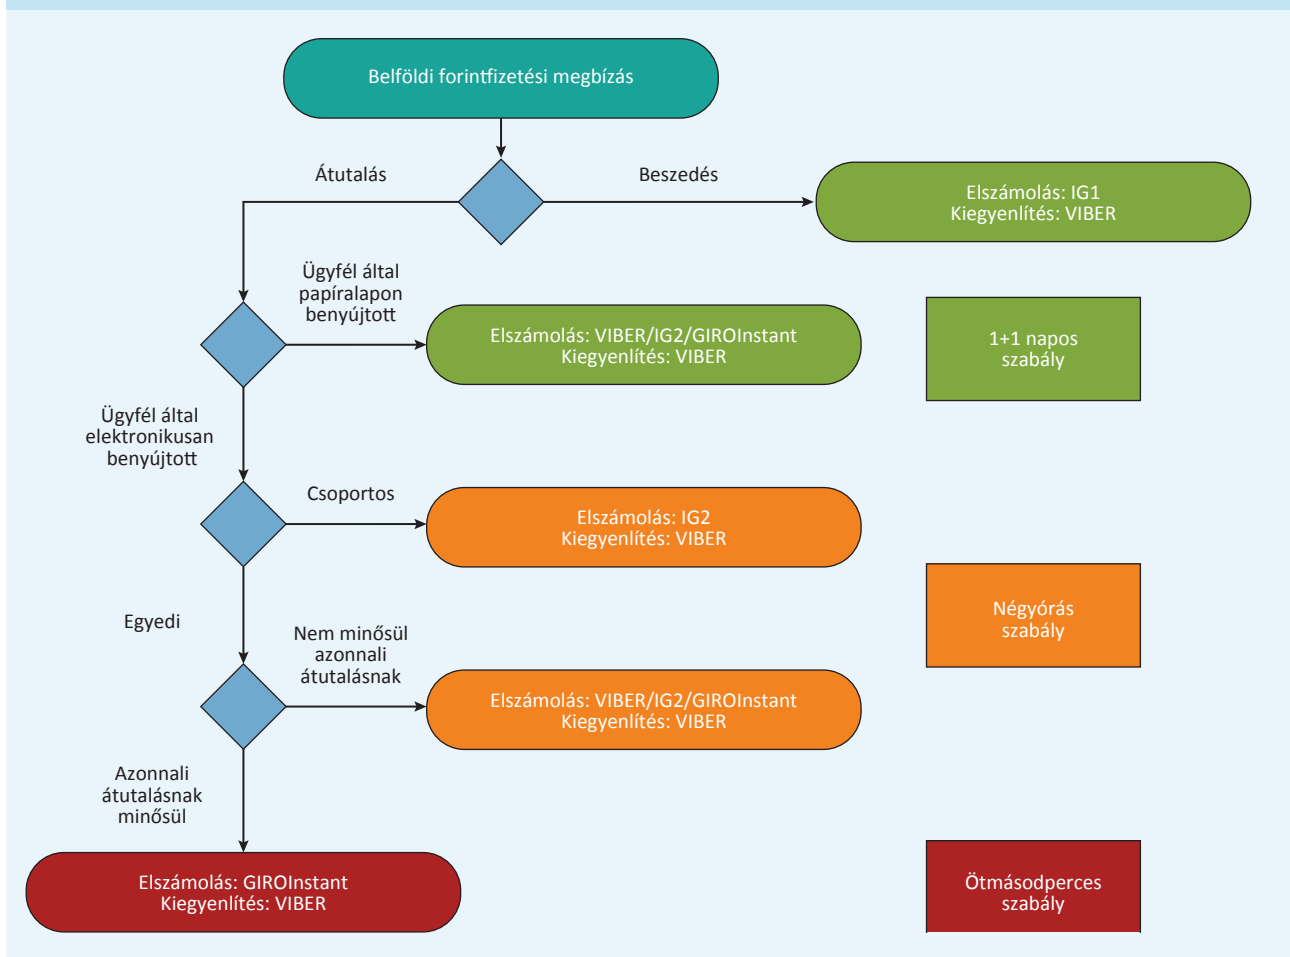 Belföldi forintfizetési megbízás
Átutalás
Beszedés
Elszámolás: IG1
Kiegyenlítés: VIBER
Ügyfél által
papíralapon
benyújtott
Elszámolás: VIBER/IG2/GIROInstant
Kiegyenlítés: VIBER
1+1 napos
szabály
Ügyfél által
elektronikusan
benyújtott
Csoportos
Elszámolás: IG2
Kiegyenlítés: VIBER
Négyórás
szabály
Egyedi
Nem minősül
azonnali
átutalásnak
Elszámolás: VIBER/IG2/GIROInstant
Kiegyenlítés: VIBER
Azonnali
átutalásnak
minősül
Elszámolás: GIROInstant
Kiegyenlítés: VIBER
Ötmásodperces
szabály